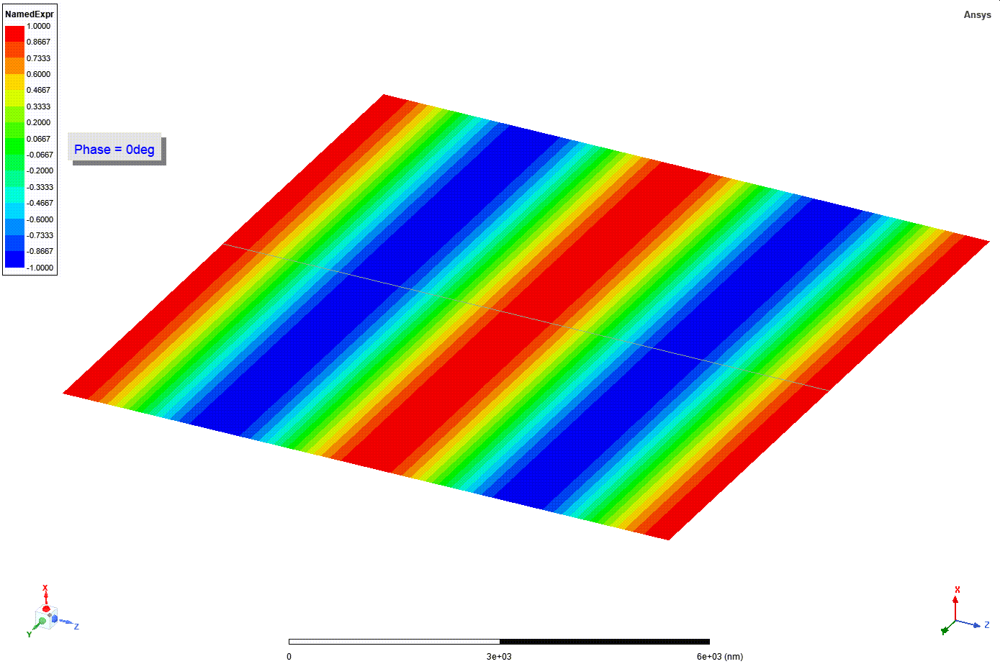 NamedExpr
1.0000
0.8667
0.7333
0.6000
0.4667
0.3333
0.2000
0.0667
-0.0667
-0.2000
-0.3333
-0.4667
-0.6000
-0.7333
-0.8667
-1.0000
Ansys
Phase = 0deg
X
Y
Z
X
Y
Z
0
3e+03
6e+03 (nm)